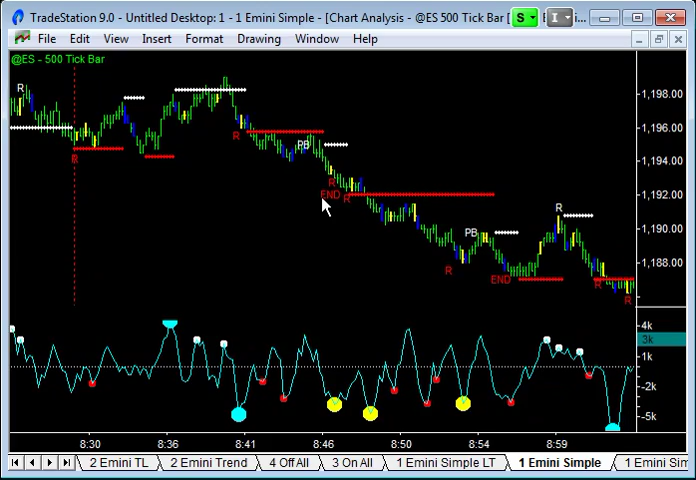 TradeStation 9.0 - Untitled Desktop: 1 - 1 Emini Simple - [Chart Analysis - @ES 500 Tick Bar [
S
I
File Edit View Insert Format Drawing Window Help
@ES - 500 Tick Bar
R
R
R
PB
R
END
R
R
PB
END
R
R
R
1,198.00
1,196.00
1,194.00
1,192.00
1,190.00
1,188.00
4k
3k
1k
-2k
-5k
8:30 8:36 8:41 8:46 8:50 8:54 8:59
2 Emini TL 2 Emini Trend 4 Off All 3 On All 1 Emini Simple LT 1 Emini Simple 1 Emini Sim